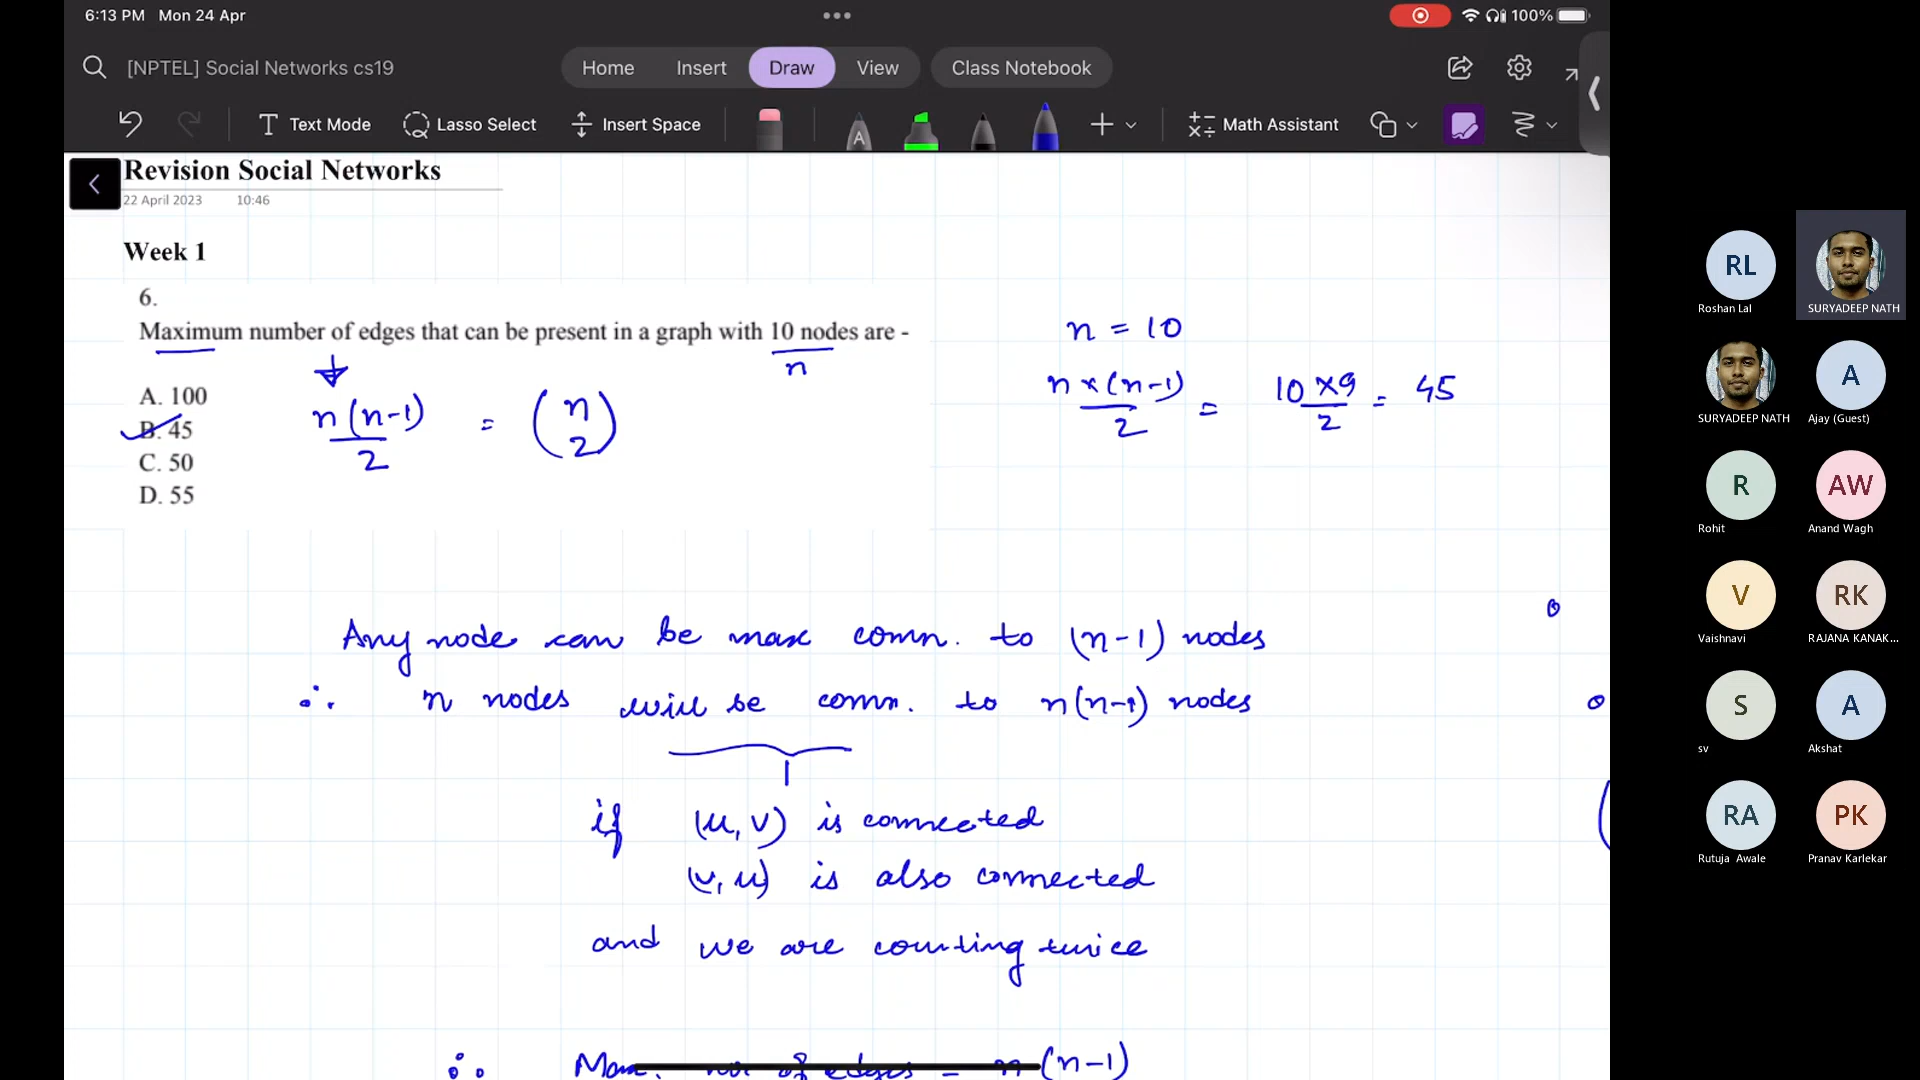 6:13 PM Mon 24 Apr
100%
[NPTEL] Social Networks cs19
Home Insert Draw View Class Notebook
Text Mode Lasso Select Insert Space A Math Assistant
Revision Social Networks
22 April 2023 10:46
Week 1
6.
Maximum number of edges that can be present in a graph with 10 nodes are -
n
A. 100
B. 45
C. 50
D. 55
n(n-1)/2 = (n 2)
n = 10
n×(n-1)/2 = 10×9/2 = 45
Any node can be max conn. to (n-1) nodes
∴ n nodes will be conn. to n(n-1) nodes
if (u,v) is connected
(v,u) is also connected
and we are counting twice
∴ Max. no. of edges = n(n-1)
RL
Roshan Lal
SURYADEEP NATH
SURYADEEP NATH
A
Ajay (Guest)
R
Rohit
AW
Anand Wagh
V
Vaishnavi
RK
RAJANA KANAK...
S
sv
A
Akshat
RA
Rutuja Awale
PK
Pranav Karlekar